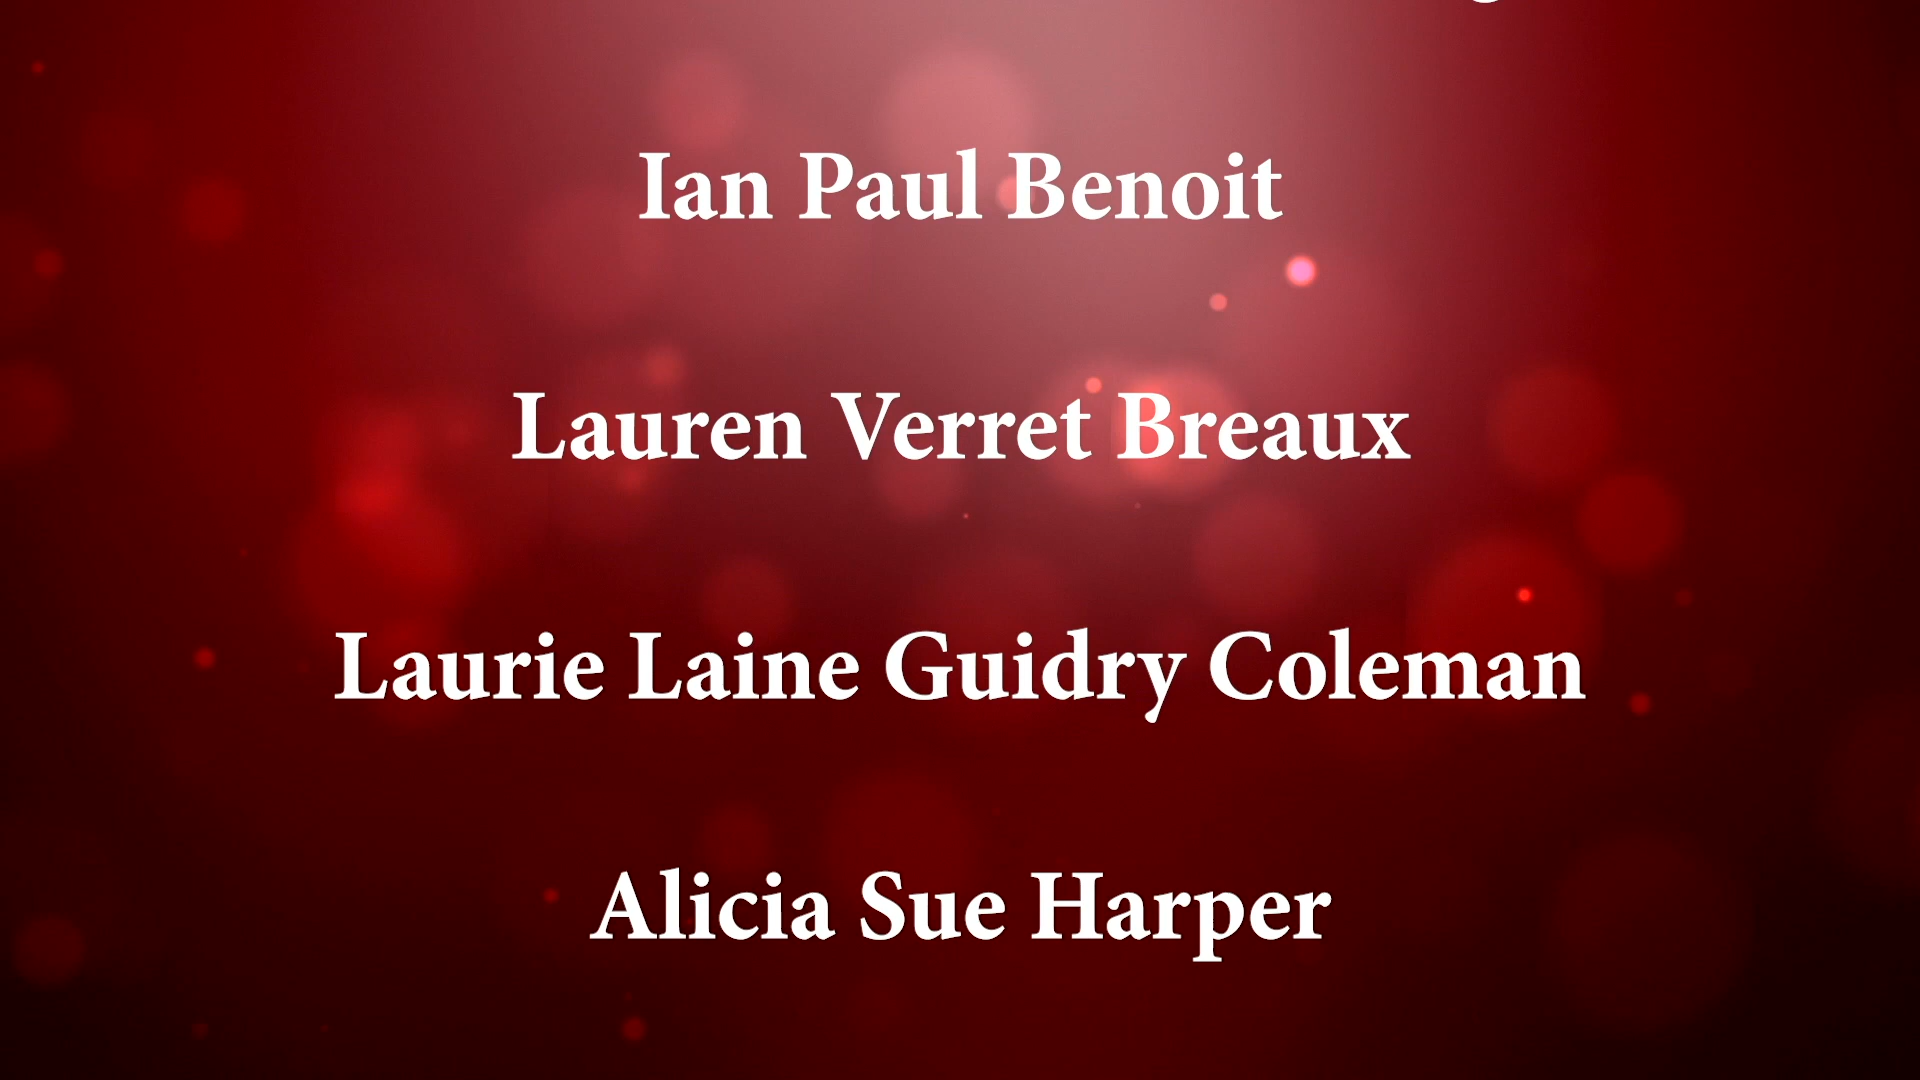 Ian Paul Benoit
Lauren Verret Breaux
Laurie Laine Guidry Coleman
Alicia Sue Harper